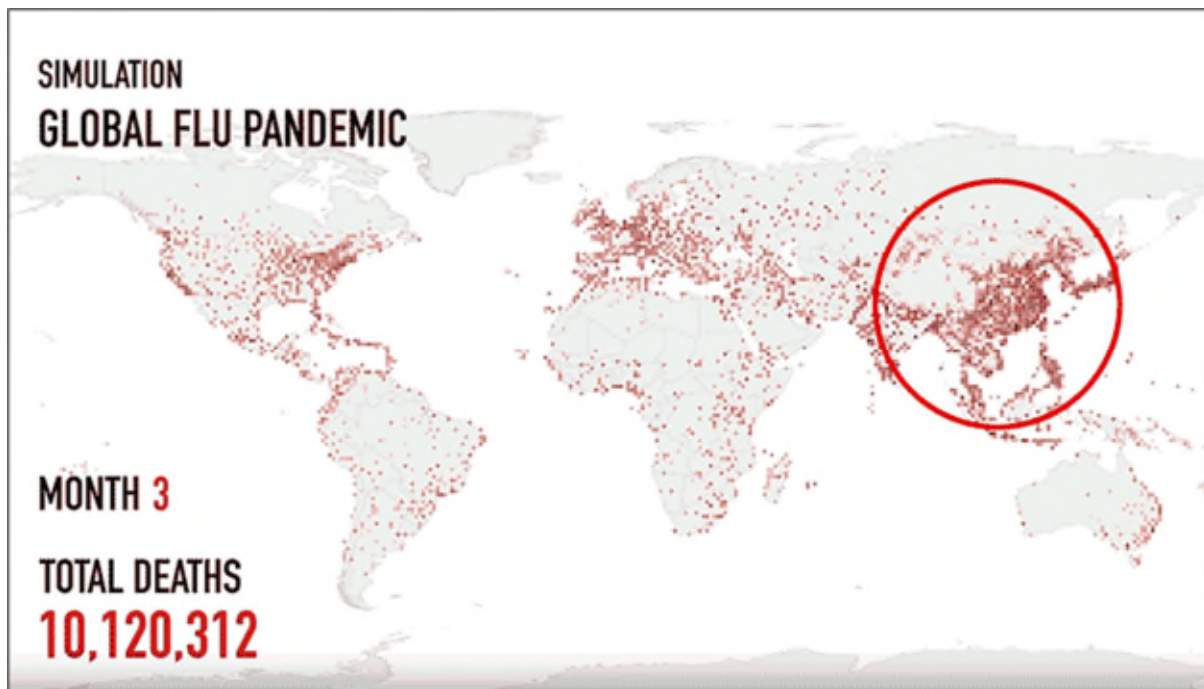 SIMULATION
GLOBAL FLU PANDEMIC
MONTH 3
TOTAL DEATHS
10,120,312